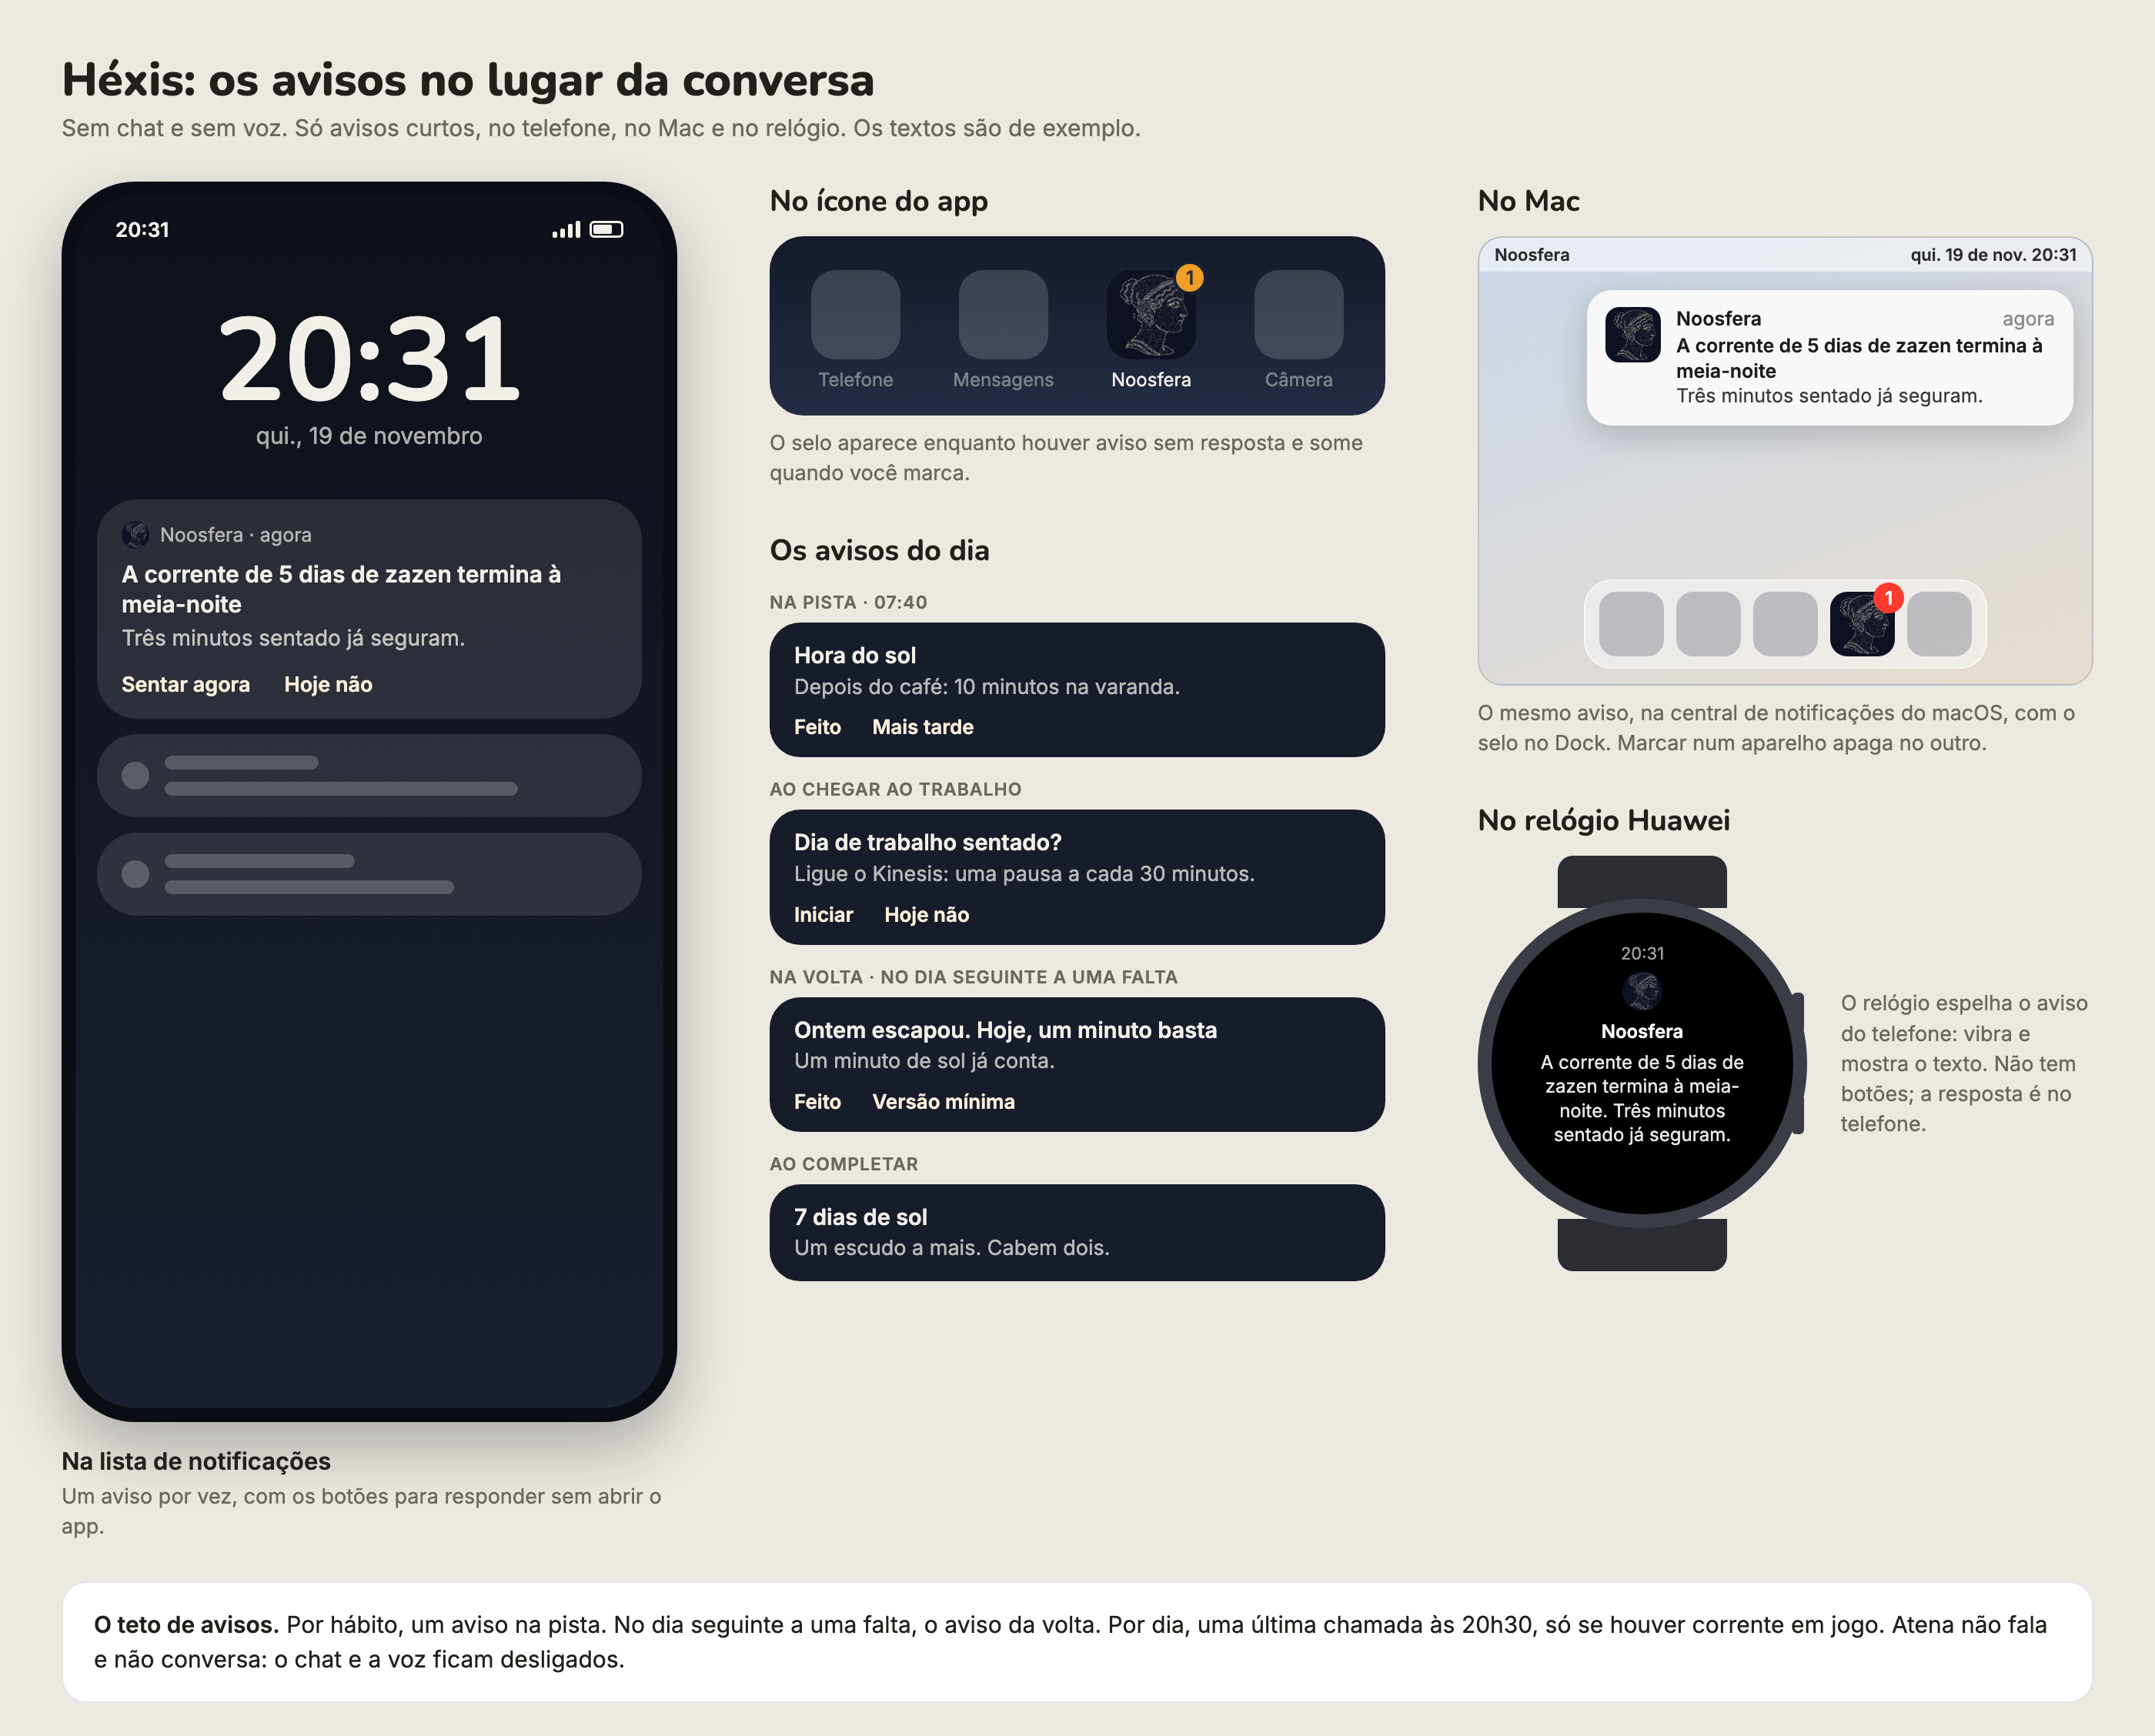 Héxis: os avisos no lugar da conversa
Sem chat e sem voz. Só avisos curtos, no telefone, no Mac e no relógio. Os textos são de exemplo.
20:31
20:31
qui., 19 de novembro
Noosfera · agora
A corrente de 5 dias de zazen termina à
meia-noite
Três minutos sentado já seguram.
Sentar agora Hoje não
Na lista de notificações
Um aviso por vez, com os botões para responder sem abrir o
app.
No ícone do app
1
Telefone Mensagens Noosfera Câmera
O selo aparece enquanto houver aviso sem resposta e some
quando você marca.
Os avisos do dia
NA PISTA · 07:40
Hora do sol
Depois do café: 10 minutos na varanda.
Feito Mais tarde
AO CHEGAR AO TRABALHO
Dia de trabalho sentado?
Ligue o Kinesis: uma pausa a cada 30 minutos.
Iniciar Hoje não
NA VOLTA · NO DIA SEGUINTE A UMA FALTA
Ontem escapou. Hoje, um minuto basta
Um minuto de sol já conta.
Feito Versão mínima
AO COMPLETAR
7 dias de sol
Um escudo a mais. Cabem dois.
No Mac
Noosfera qui. 19 de nov. 20:31
Noosfera agora
A corrente de 5 dias de zazen termina à
meia-noite
Três minutos sentado já seguram.
1
O mesmo aviso, na central de notificações do macOS, com o
selo no Dock. Marcar num aparelho apaga no outro.
No relógio Huawei
20:31
Noosfera
A corrente de 5 dias de
zazen termina à meia-
noite. Três minutos
sentado já seguram.
O relógio espelha o aviso
do telefone: vibra e
mostra o texto. Não tem
botões; a resposta é no
telefone.
O teto de avisos. Por hábito, um aviso na pista. No dia seguinte a uma falta, o aviso da volta. Por dia, uma última chamada às 20h30, só se houver corrente em jogo. Atena não fala
e não conversa: o chat e a voz ficam desligados.